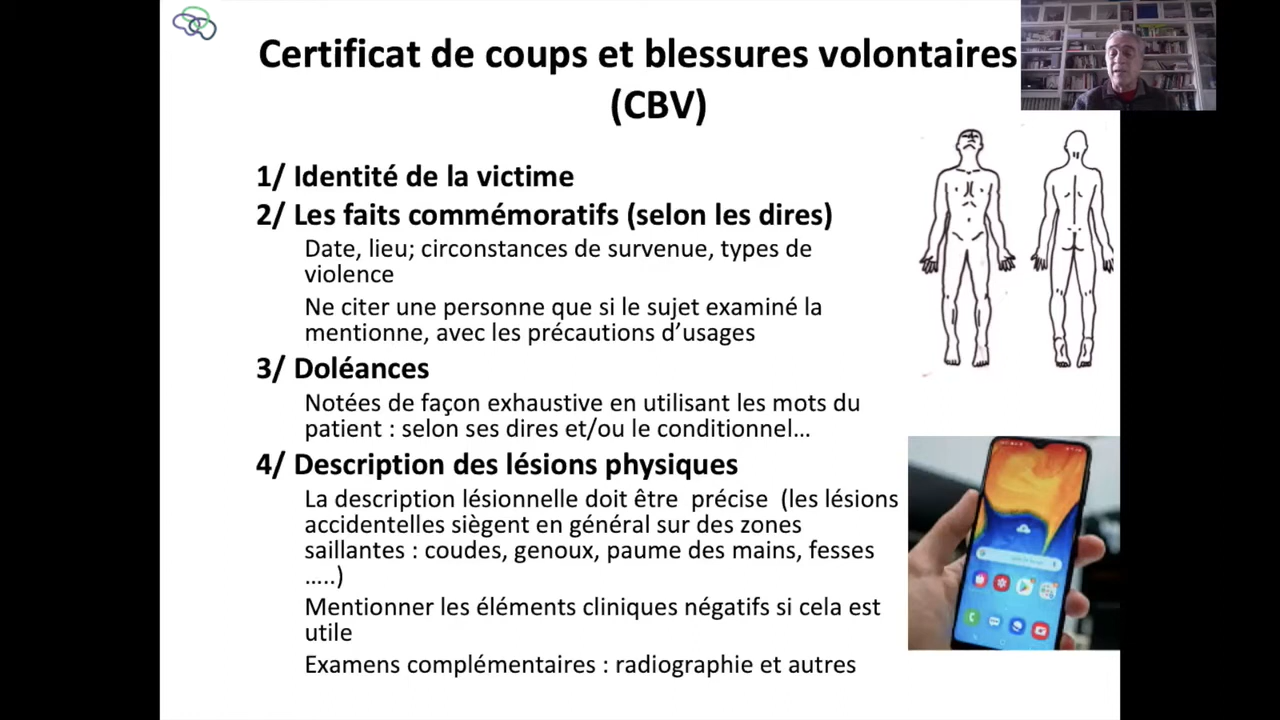 Certificat de coups et blessures volontaires
(CBV)
1/ Identité de la victime
2/ Les faits commémoratifs (selon les dires)
Date, lieu; circonstances de survenue, types de
violence
Ne citer une personne que si le sujet examiné la
mentionne, avec les précautions d’usages
3/ Doléances
Notées de façon exhaustive en utilisant les mots du
patient : selon ses dires et/ou le conditionnel…
4/ Description des lésions physiques
La description lésionnelle doit être  précise  (les lésions
accidentelles siègent en général sur des zones
saillantes : coudes, genoux, paume des mains, fesses
…..)
Mentionner les éléments cliniques négatifs si cela est
utile
Examens complémentaires : radiographie et autres